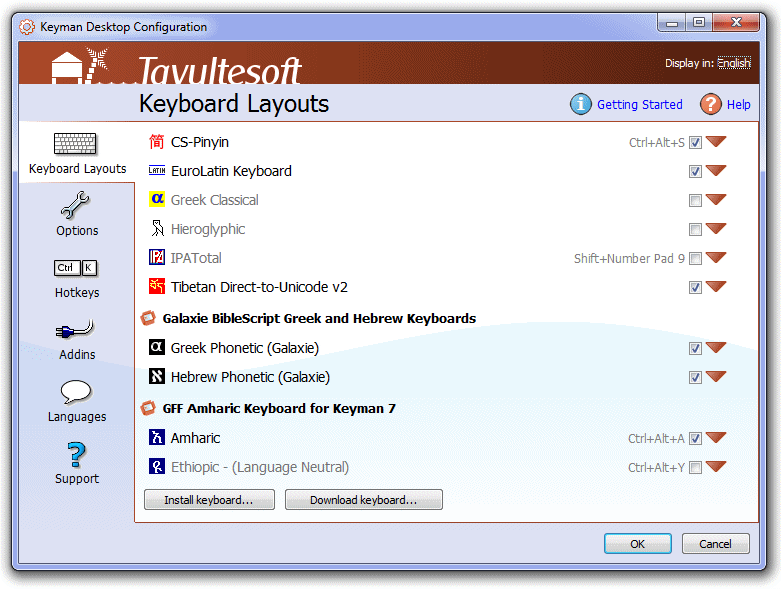 Keyman Desktop Configuration
Tavultesoft
Display in: English
Keyboard Layouts
Getting Started
Help
Keyboard Layouts
Options
Ctrl K
Hotkeys
Addins
Languages
Support
简 CS-Pinyin Ctrl+Alt+S
LATIN EuroLatin Keyboard
α Greek Classical
Hieroglyphic
IPA IPATotal Shift+Number Pad 9
Tibetan Direct-to-Unicode v2
Galaxie BibleScript Greek and Hebrew Keyboards
α Greek Phonetic (Galaxie)
א Hebrew Phonetic (Galaxie)
GFF Amharic Keyboard for Keyman 7
አ Amharic Ctrl+Alt+A
Ethiopic - (Language Neutral) Ctrl+Alt+Y
Install keyboard...
Download keyboard...
OK
Cancel